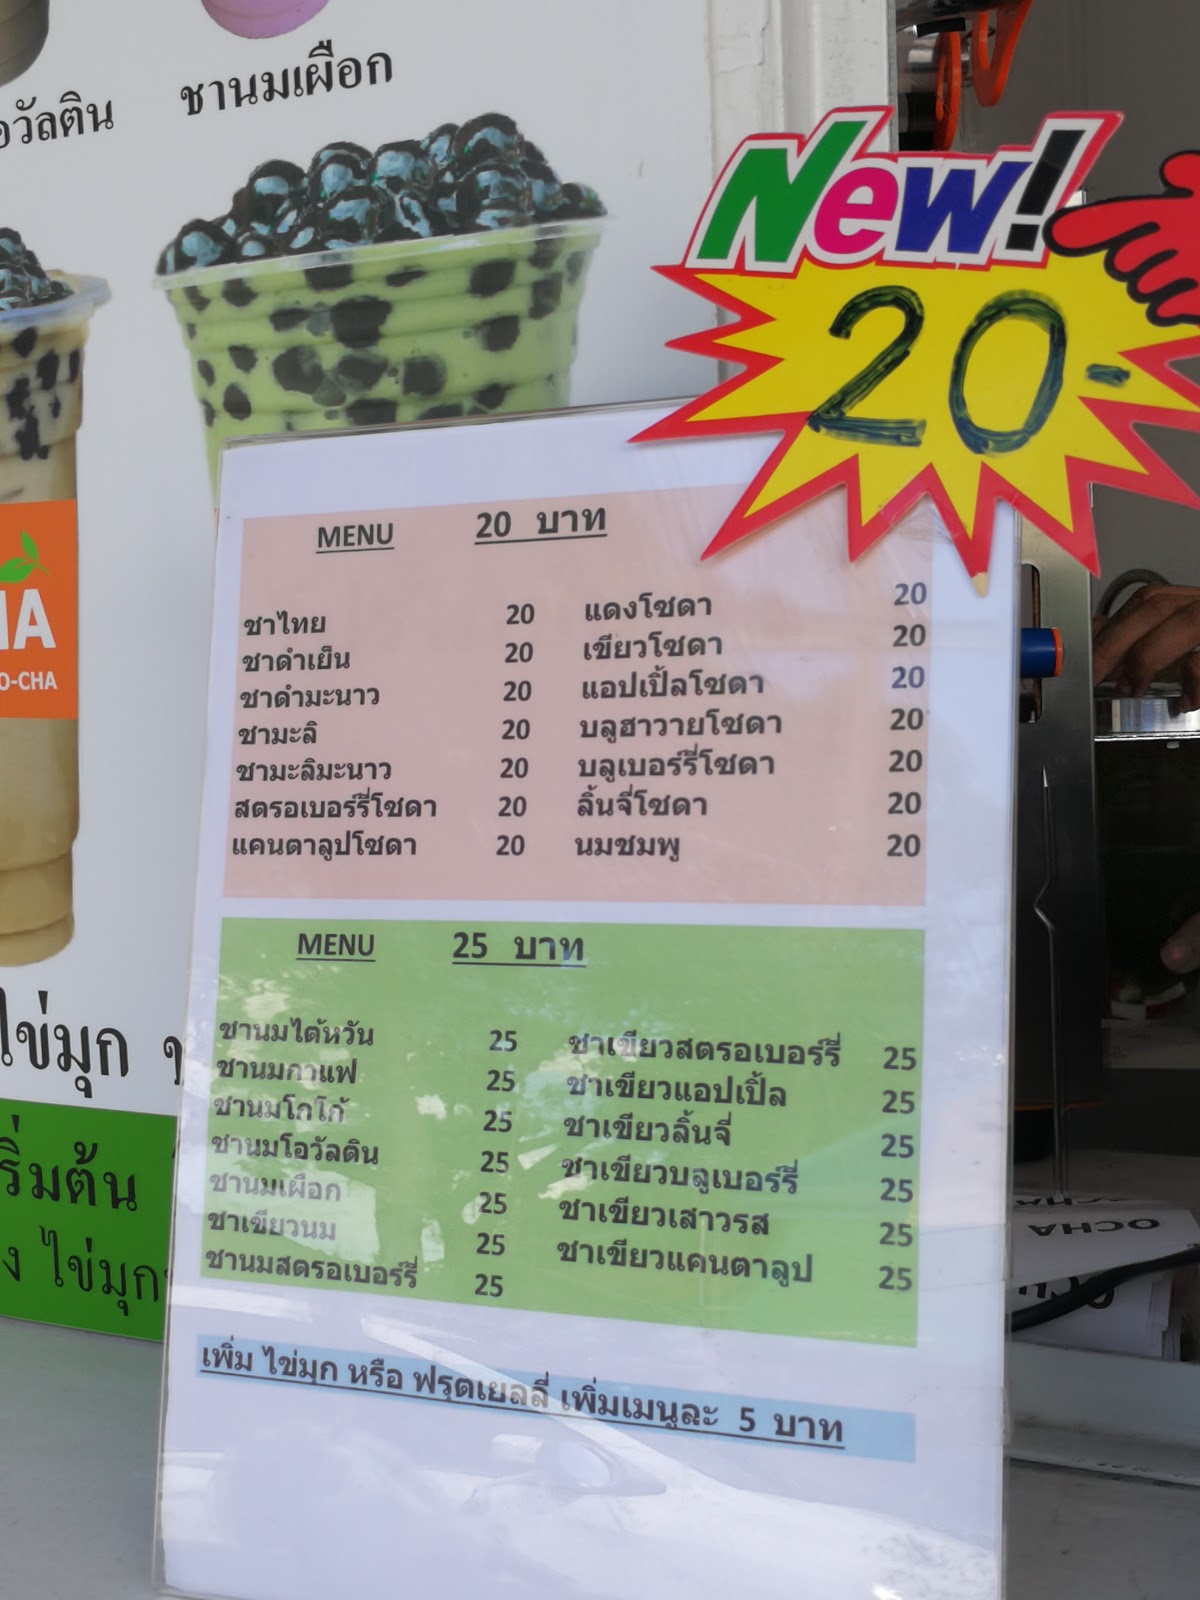 ชานมเผือก
วัลติน
New!
20-
MENU 20 บาท
ชาไทย 20 แดงโซดา 20
ชาดำเย็น 20 เขียวโซดา 20
ชาดำมะนาว 20 แอปเปิ้ลโซดา 20
ชามะลิ 20 บลูฮาวายโซดา 20
ชามะลิมะนาว 20 บลูเบอร์รี่โซดา 20
สตรอเบอร์รี่โซดา 20 ลิ้นจี่โซดา 20
แคนตาลูปโซดา 20 นมชมพู 20
MENU 25 บาท
ชานมไต้หวัน 25 ชาเขียวสตรอเบอร์รี่ 25
ชานมกาแฟ 25 ชาเขียวแอปเปิ้ล 25
ชานมโกโก้ 25 ชาเขียวลิ้นจี่ 25
ชานมโอวัลติน 25 ชาเขียวบลูเบอร์รี่ 25
ชานมเผือก 25 ชาเขียวเสาวรส 25
ชาเขียวนม 25 ชาเขียวแคนตาลูป 25
ชานมสตรอเบอร์รี่ 25
เพิ่ม ไข่มุก หรือ ฟรุตเยลลี่ เพิ่มเมนูละ 5 บาท
HA
O-CHA
ไข่มุก
ริ่มต้น
ง ไข่มุก
OCHA